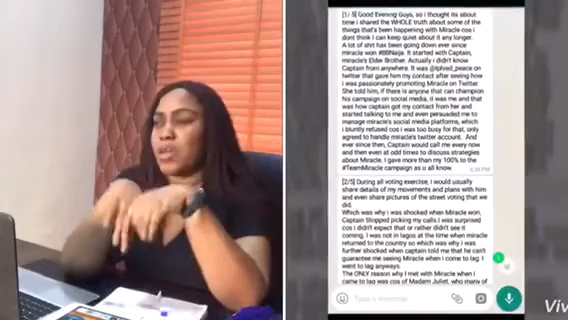 [1/ 5] Good Evening Guys, so i thought its about
time i shared the WHOLE truth about some of the
things that's been happening with Miracle cos i
dont think I can keep quiet about it any longer.
A lot of shit has been going down ever since
miracle won #BBNaija. It started with Captain,
miracle's Elder Brother. Actually i didn't know
Captain from anywhere. It was @lphied_peace on
twitter that gave him my contact after seeing how
i was passionately promoting Miracle on Twitter.
She told him, if there is anyone that can champion
his campaign on social media, it was me and that
was how captain got my contact from her and
started talking to me and even persuaded me to
manage miracle's social media platforms, which
i bluntly refused cos i was too busy for that, only
agreed to handle miracle's twitter account. And
ever since then, Captain would call me every now
and then even at odd times to discuss strategies
about Miracle. I gave more than my 100% to the
#TeamMiracle campaign as u all know.
[2/5] During all voting exercise, i would usually
share details of my movements and plans with him
and even share pictures of the street voting that we
did.
Which was why i was shocked when Miracle won,
Captain Stopped picking my calls. I was surprised
cos i didn't expect that or rather didn't see it
coming. I was not in lagos at the time when miracle
returned to the country so which was why i was
further shocked when captain told me that he can't
guarantee me seeing Miracle when i come to lag. I
went to lag anyways.
The ONLY reason why I met with Miracle when i
came to lag was cos of Madam Juliet, who many of
Type a message
Viv